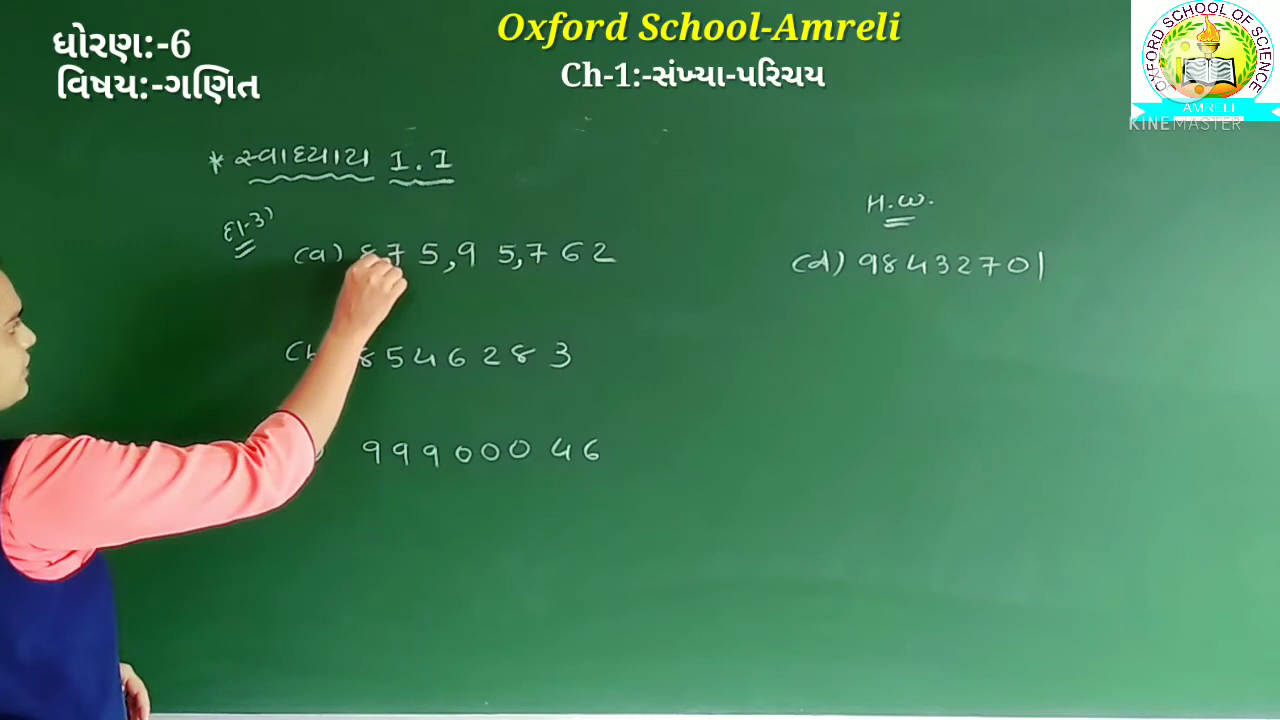 ધોરણ:-6
વિષય:-ગણિત
Oxford School-Amreli
Ch-1:-સંખ્યા-પરિચય
OXFORD SCHOOL OF SCIENCE
AMRELI
KINEMASTER
* સ્વાધ્યાય 1.1
દા-3)
(a) 875,95,762
8546283
99900046
H.W.
(d) 98432701